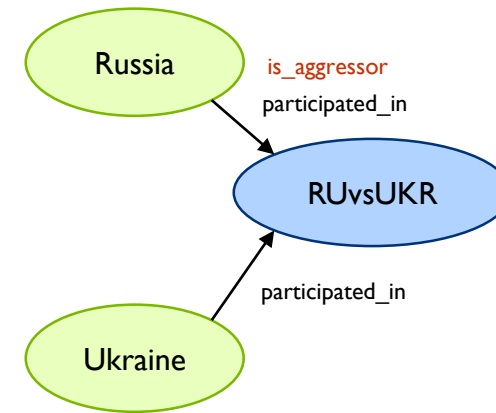 Russia
is_aggressor
participated_in
RUvsUKR
participated_in
Ukraine